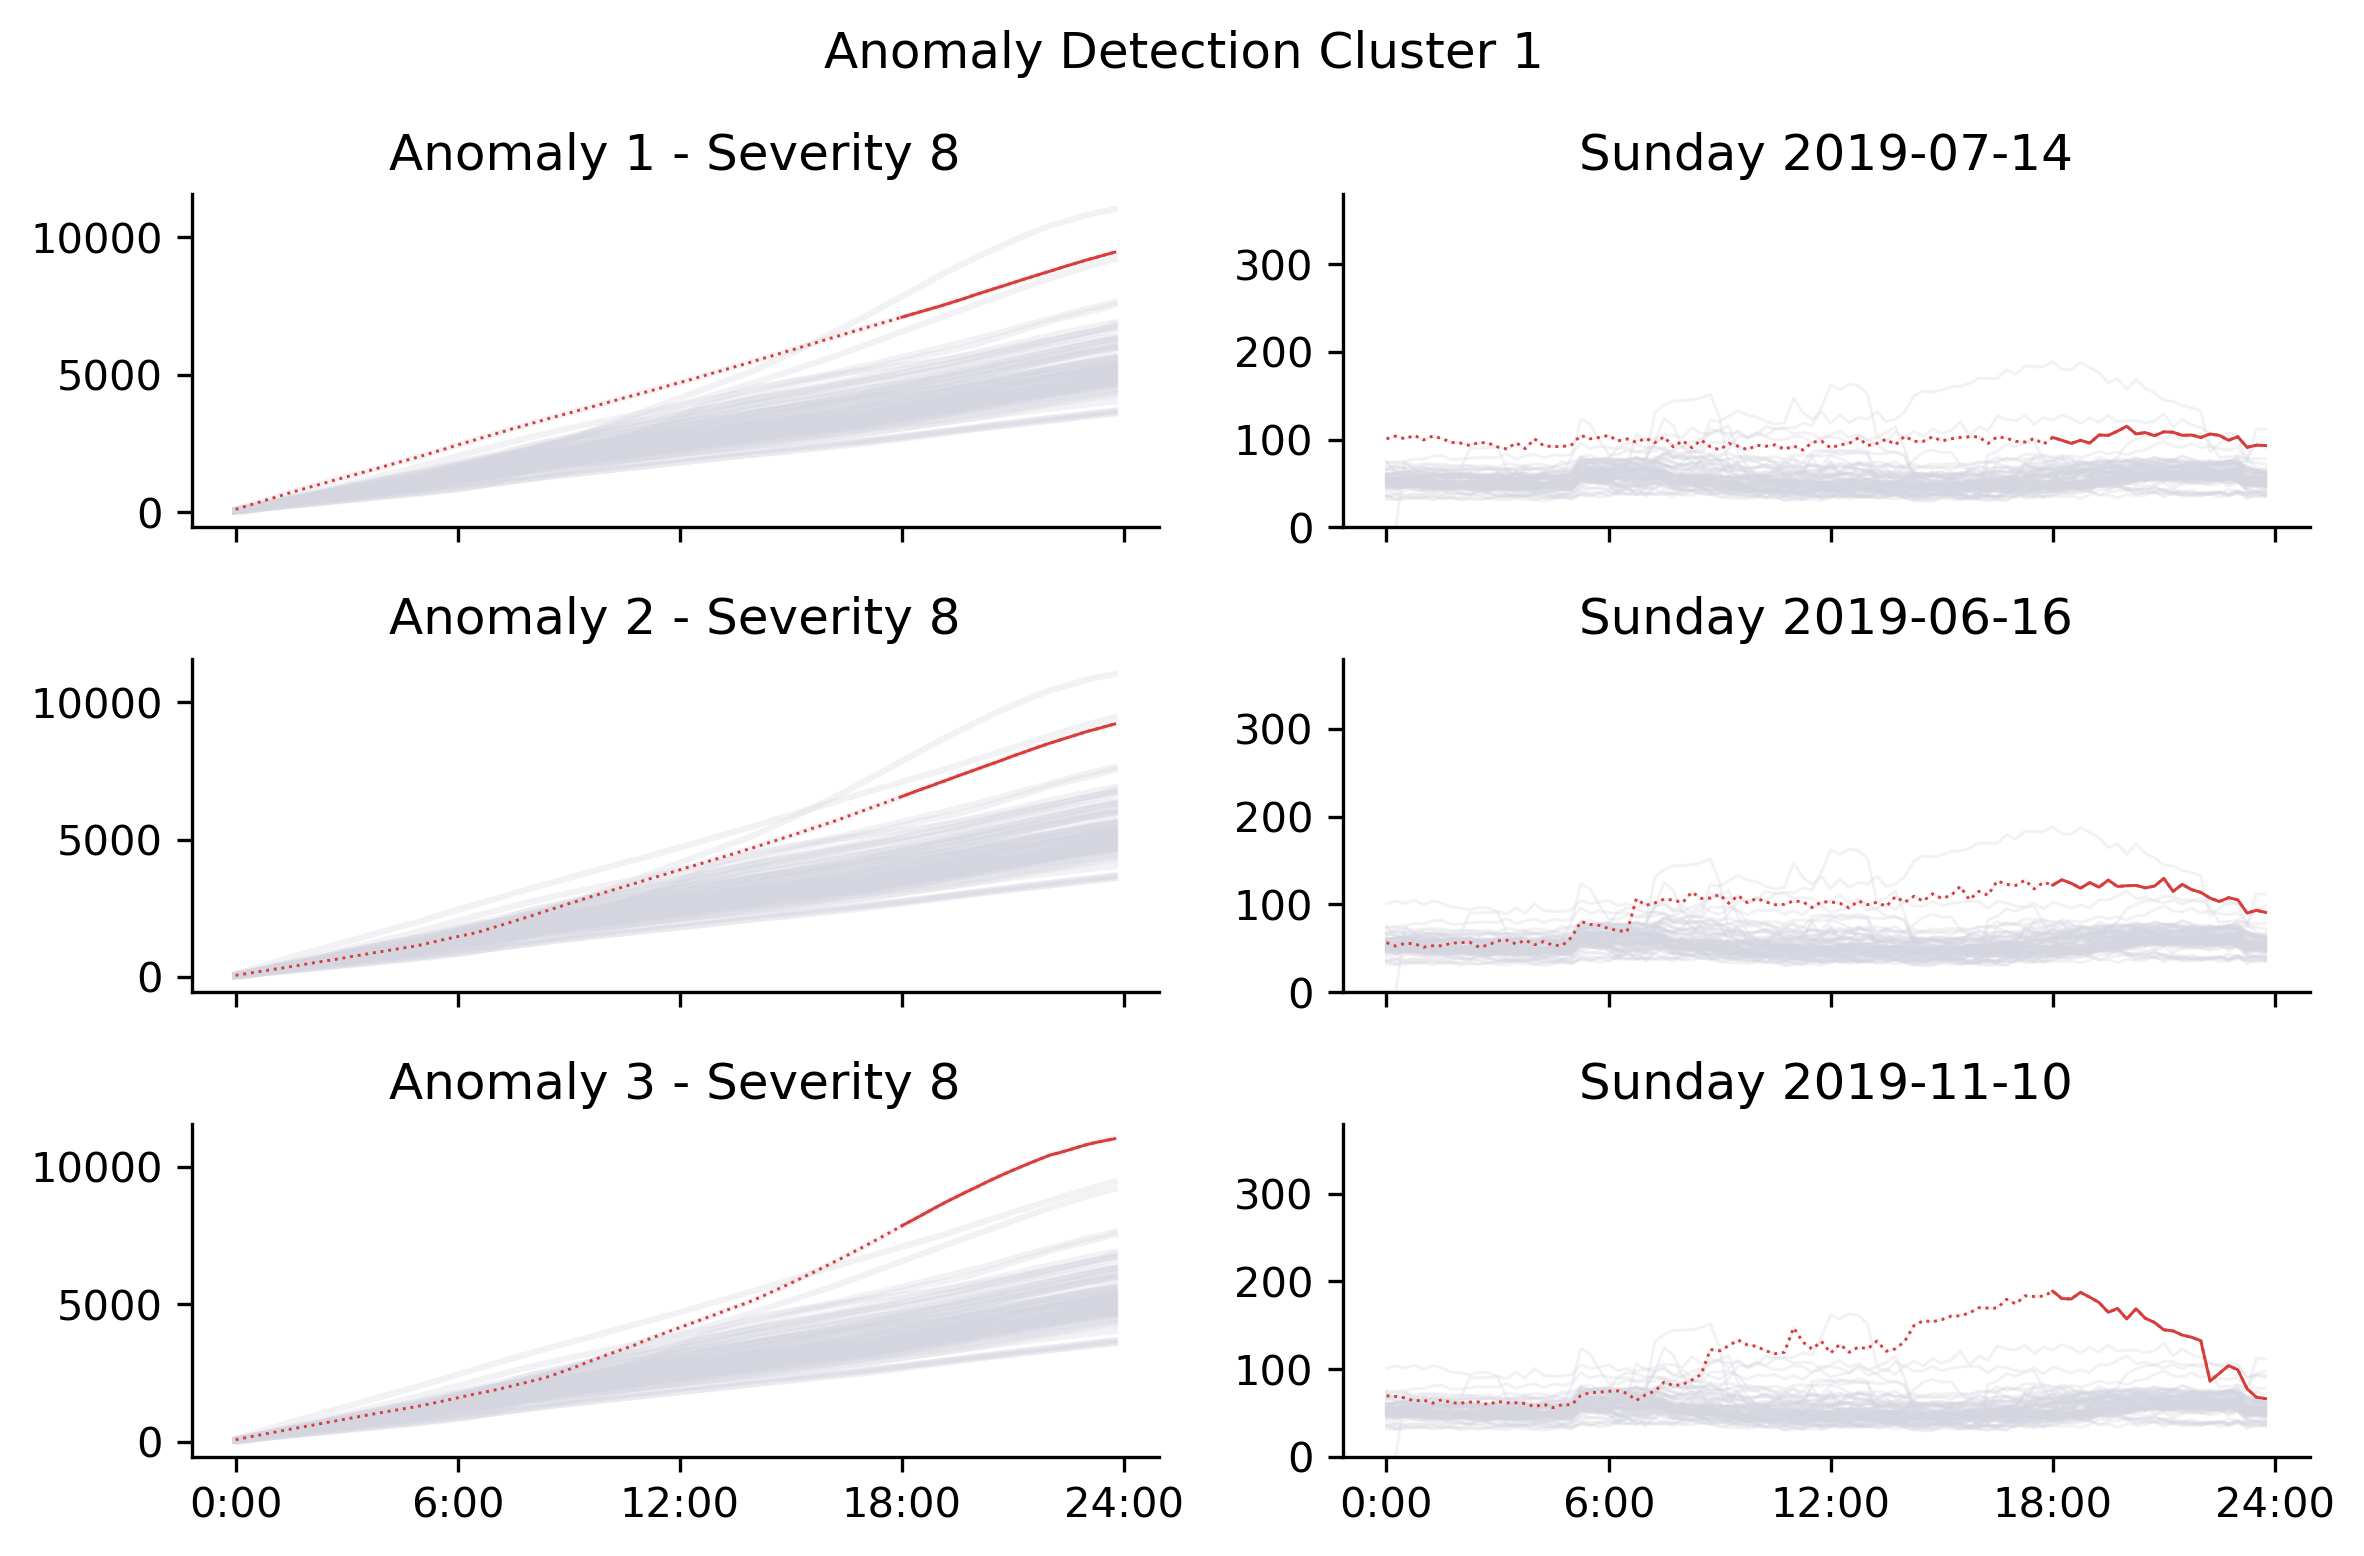 Anomaly Detection Cluster 1
Anomaly 1 - Severity 8
Sunday 2019-07-14
10000
5000
0
300
200
100
0
Anomaly 2 - Severity 8
Sunday 2019-06-16
10000
5000
0
300
200
100
0
Anomaly 3 - Severity 8
Sunday 2019-11-10
10000
5000
0
300
200
100
0
0:00 6:00 12:00 18:00 24:00
0:00 6:00 12:00 18:00 24:00